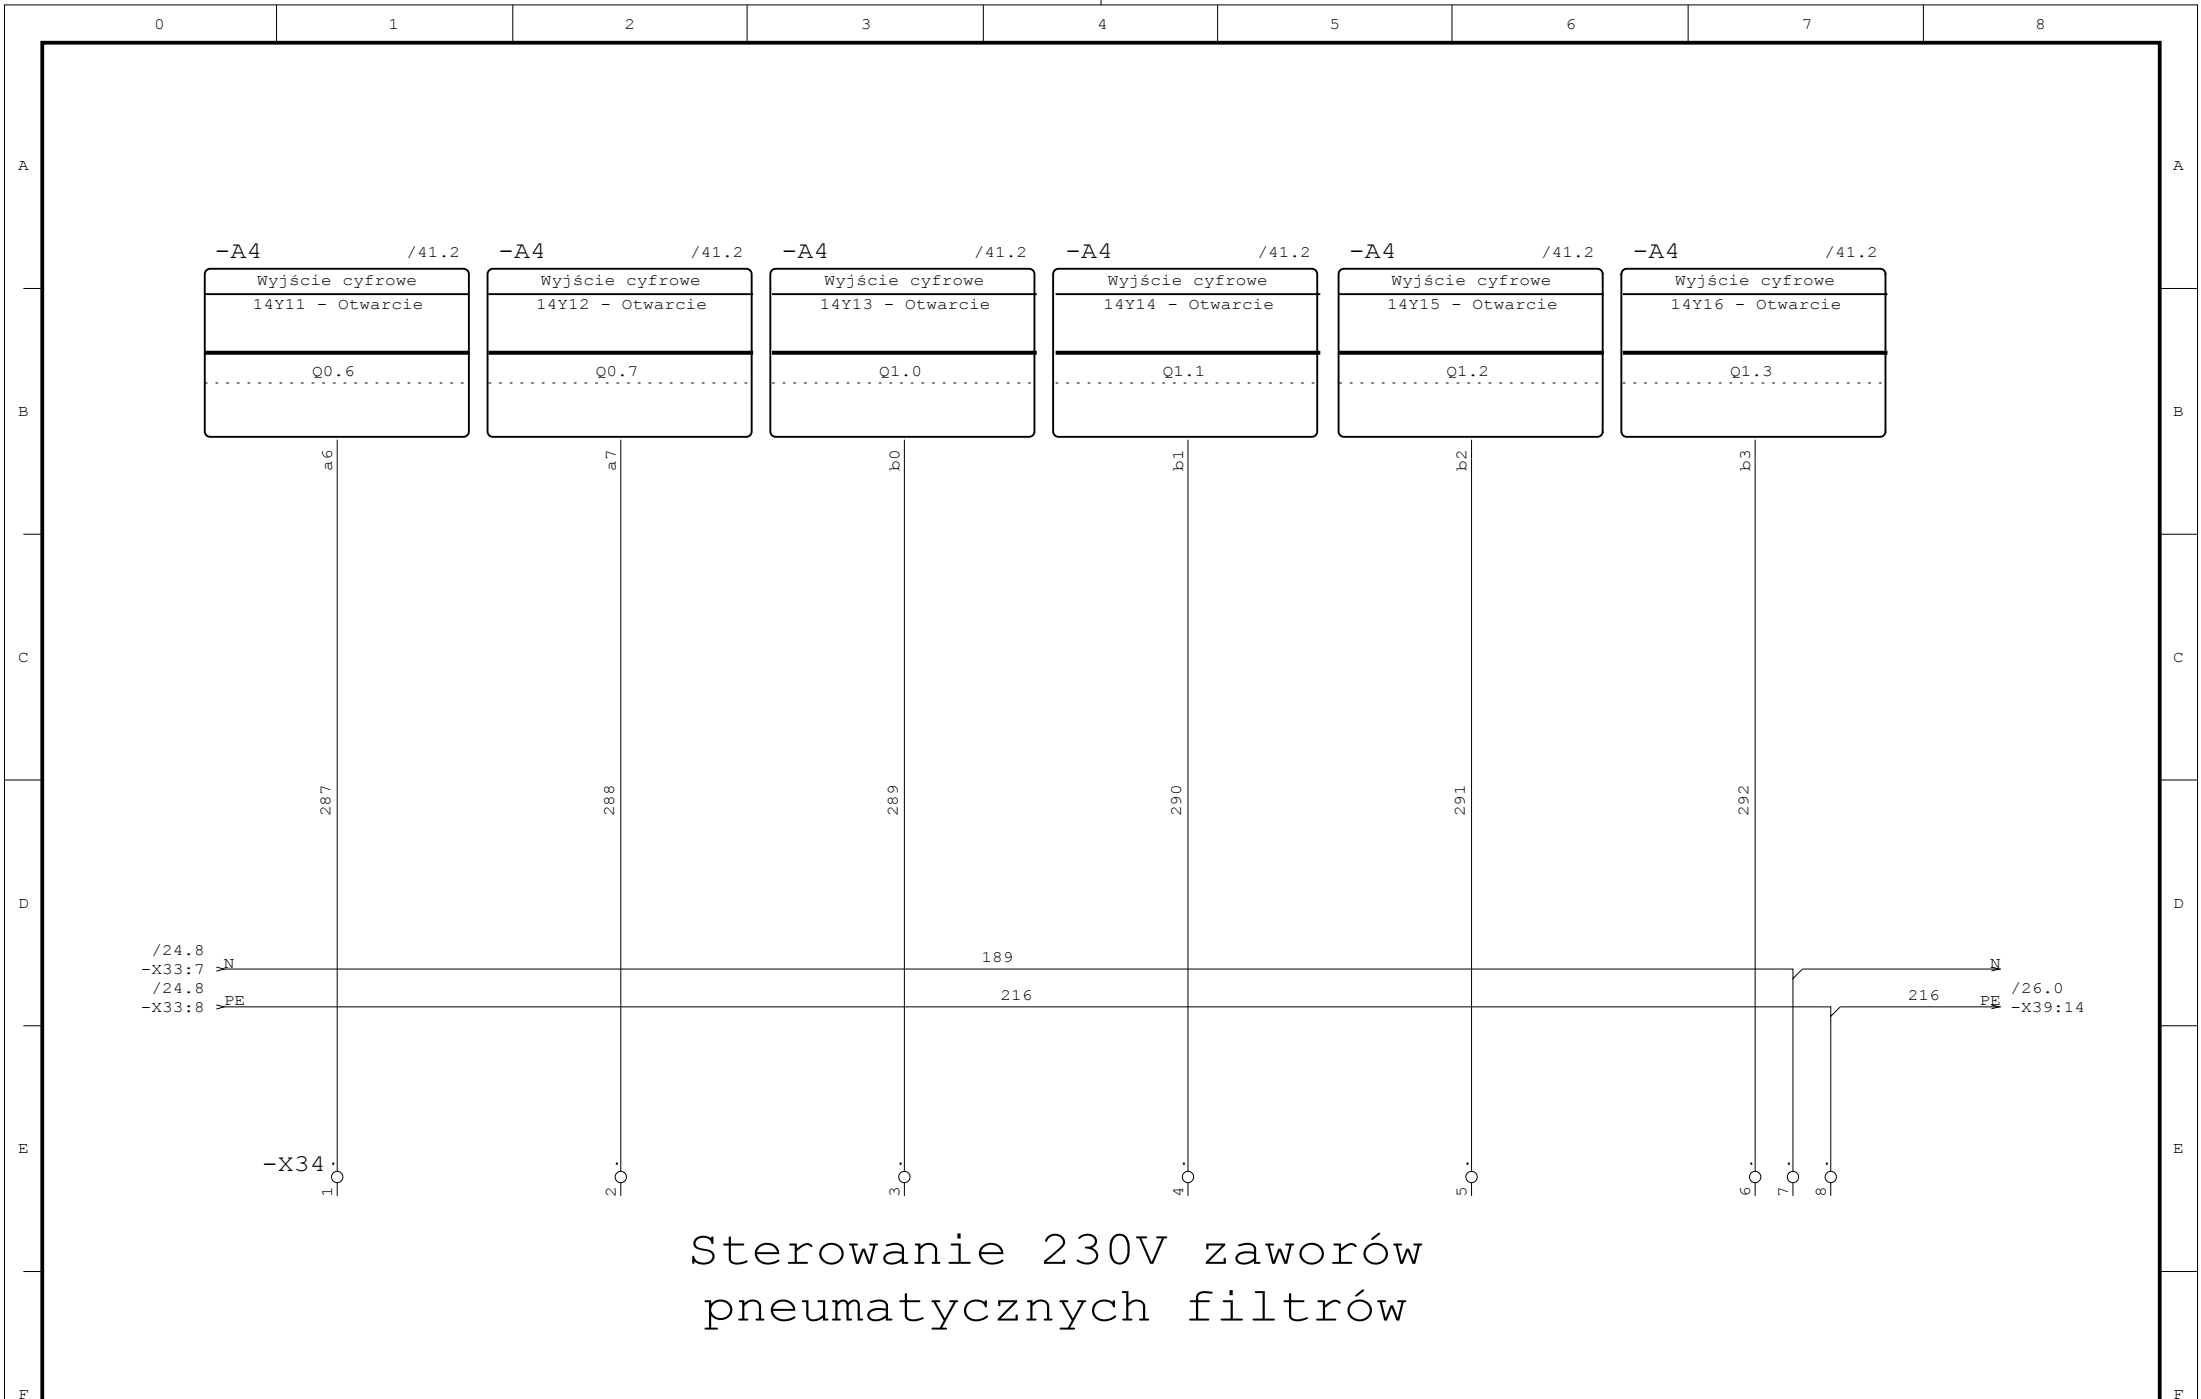 0 1 2 3 4 5 6 7 8
A A
-A4 /41.2 -A4 /41.2 -A4 /41.2 -A4 /41.2 -A4 /41.2 -A4 /41.2
Wyjście cyfrowe Wyjście cyfrowe Wyjście cyfrowe Wyjście cyfrowe Wyjście cyfrowe Wyjście cyfrowe
14Y11 - Otwarcie 14Y12 - Otwarcie 14Y13 - Otwarcie 14Y14 - Otwarcie 14Y15 - Otwarcie 14Y16 - Otwarcie
Q0.6 Q0.7 Q1.0 Q1.1 Q1.2 Q1.3
B B
a6 a7 b0 b1 b2 b3
C C
287 288 289 290 291 292
D D
/24.8
-X33:7 N 189 N
/24.8 /26.0
-X33:8 PE 216 216 PE -X39:14
E E
-X34
1 2 3 4 5 6 7 8
Sterowanie 230V zaworów
pneumatycznych filtrów
F F